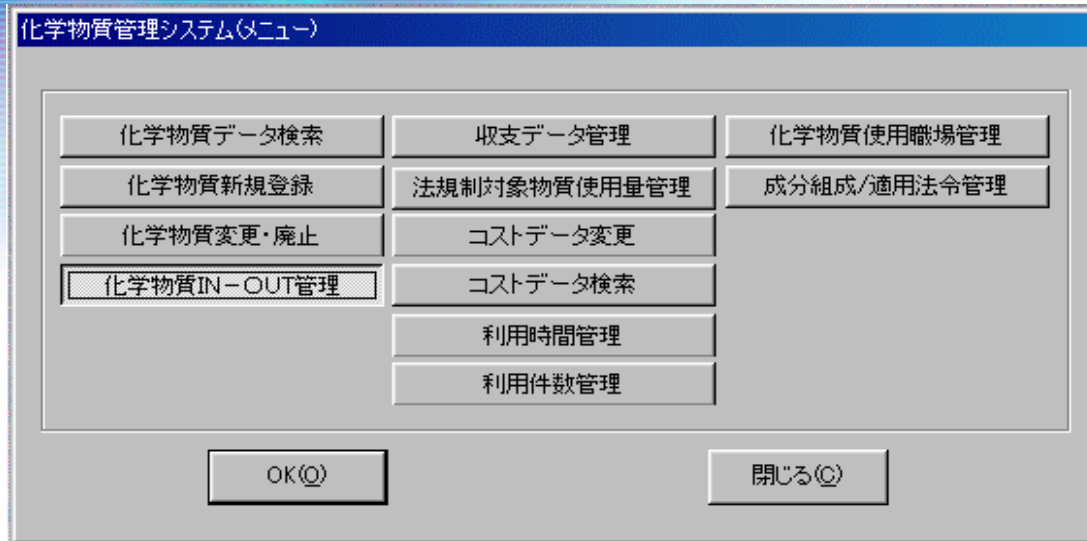 化学物質管理システム(メニュー)
化学物質データ検索
収支データ管理
化学物質使用職場管理
化学物質新規登録
法規制対象物質使用量管理
成分組成/適用法令管理
化学物質変更・廃止
コストデータ変更
化学物質IN－OUT管理
コストデータ検索
利用時間管理
利用件数管理
OK(O)
閉じる(C)